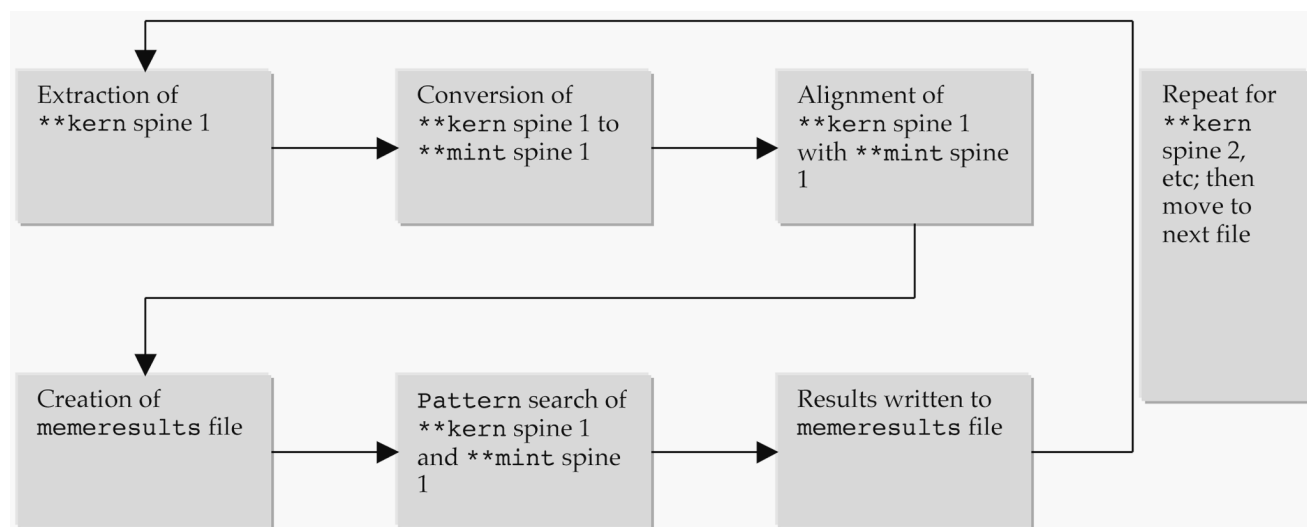 Extraction of
**kern spine 1
Conversion of
**kern spine 1 to
**mint spine 1
Alignment of
**kern spine 1
with **mint spine
1
Repeat for
**kern
spine 2,
etc; then
move to
next file
Creation of
memeresults file
Pattern search of
**kern spine 1
and **mint spine
1
Results written to
memeresults file